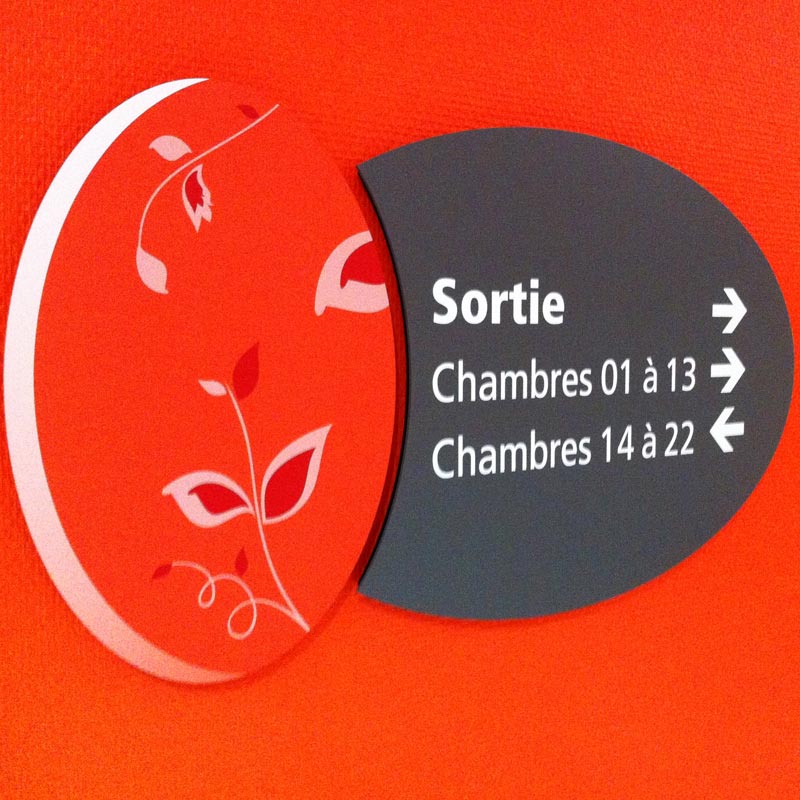 Sortie →
Chambres 01 à 13 →
Chambres 14 à 22 ←